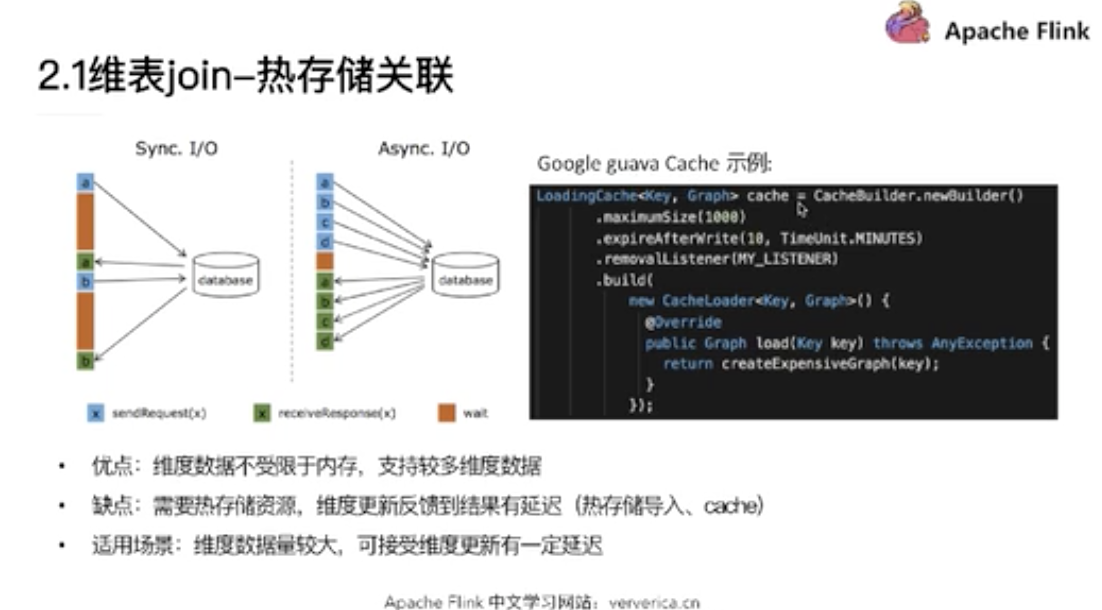 Apache Flink
2.1维表join–热存储关联
Sync. I/O
Async. I/O
a
a
b
b
database
a
b
c
d
a
b
c
d
database
x sendRequest(x)
x receiveResponse(x)
wait
Google guava Cache 示例:
LoadingCache<Key, Graph> cache = CacheBuilder.newBuilder()
.maximumSize(1000)
.expireAfterWrite(10, TimeUnit.MINUTES)
.removalListener(MY_LISTENER)
.build(
new CacheLoader<Key, Graph>() {
@Override
public Graph load(Key key) throws AnyException {
return createExpensiveGraph(key);
}
});
• 优点：维度数据不受限于内存，支持较多维度数据
• 缺点：需要热存储资源，维度更新反馈到结果有延迟（热存储导入、cache）
• 适用场景：维度数据量较大，可接受维度更新有一定延迟
Apache Flink 中文学习网站：ververica.cn